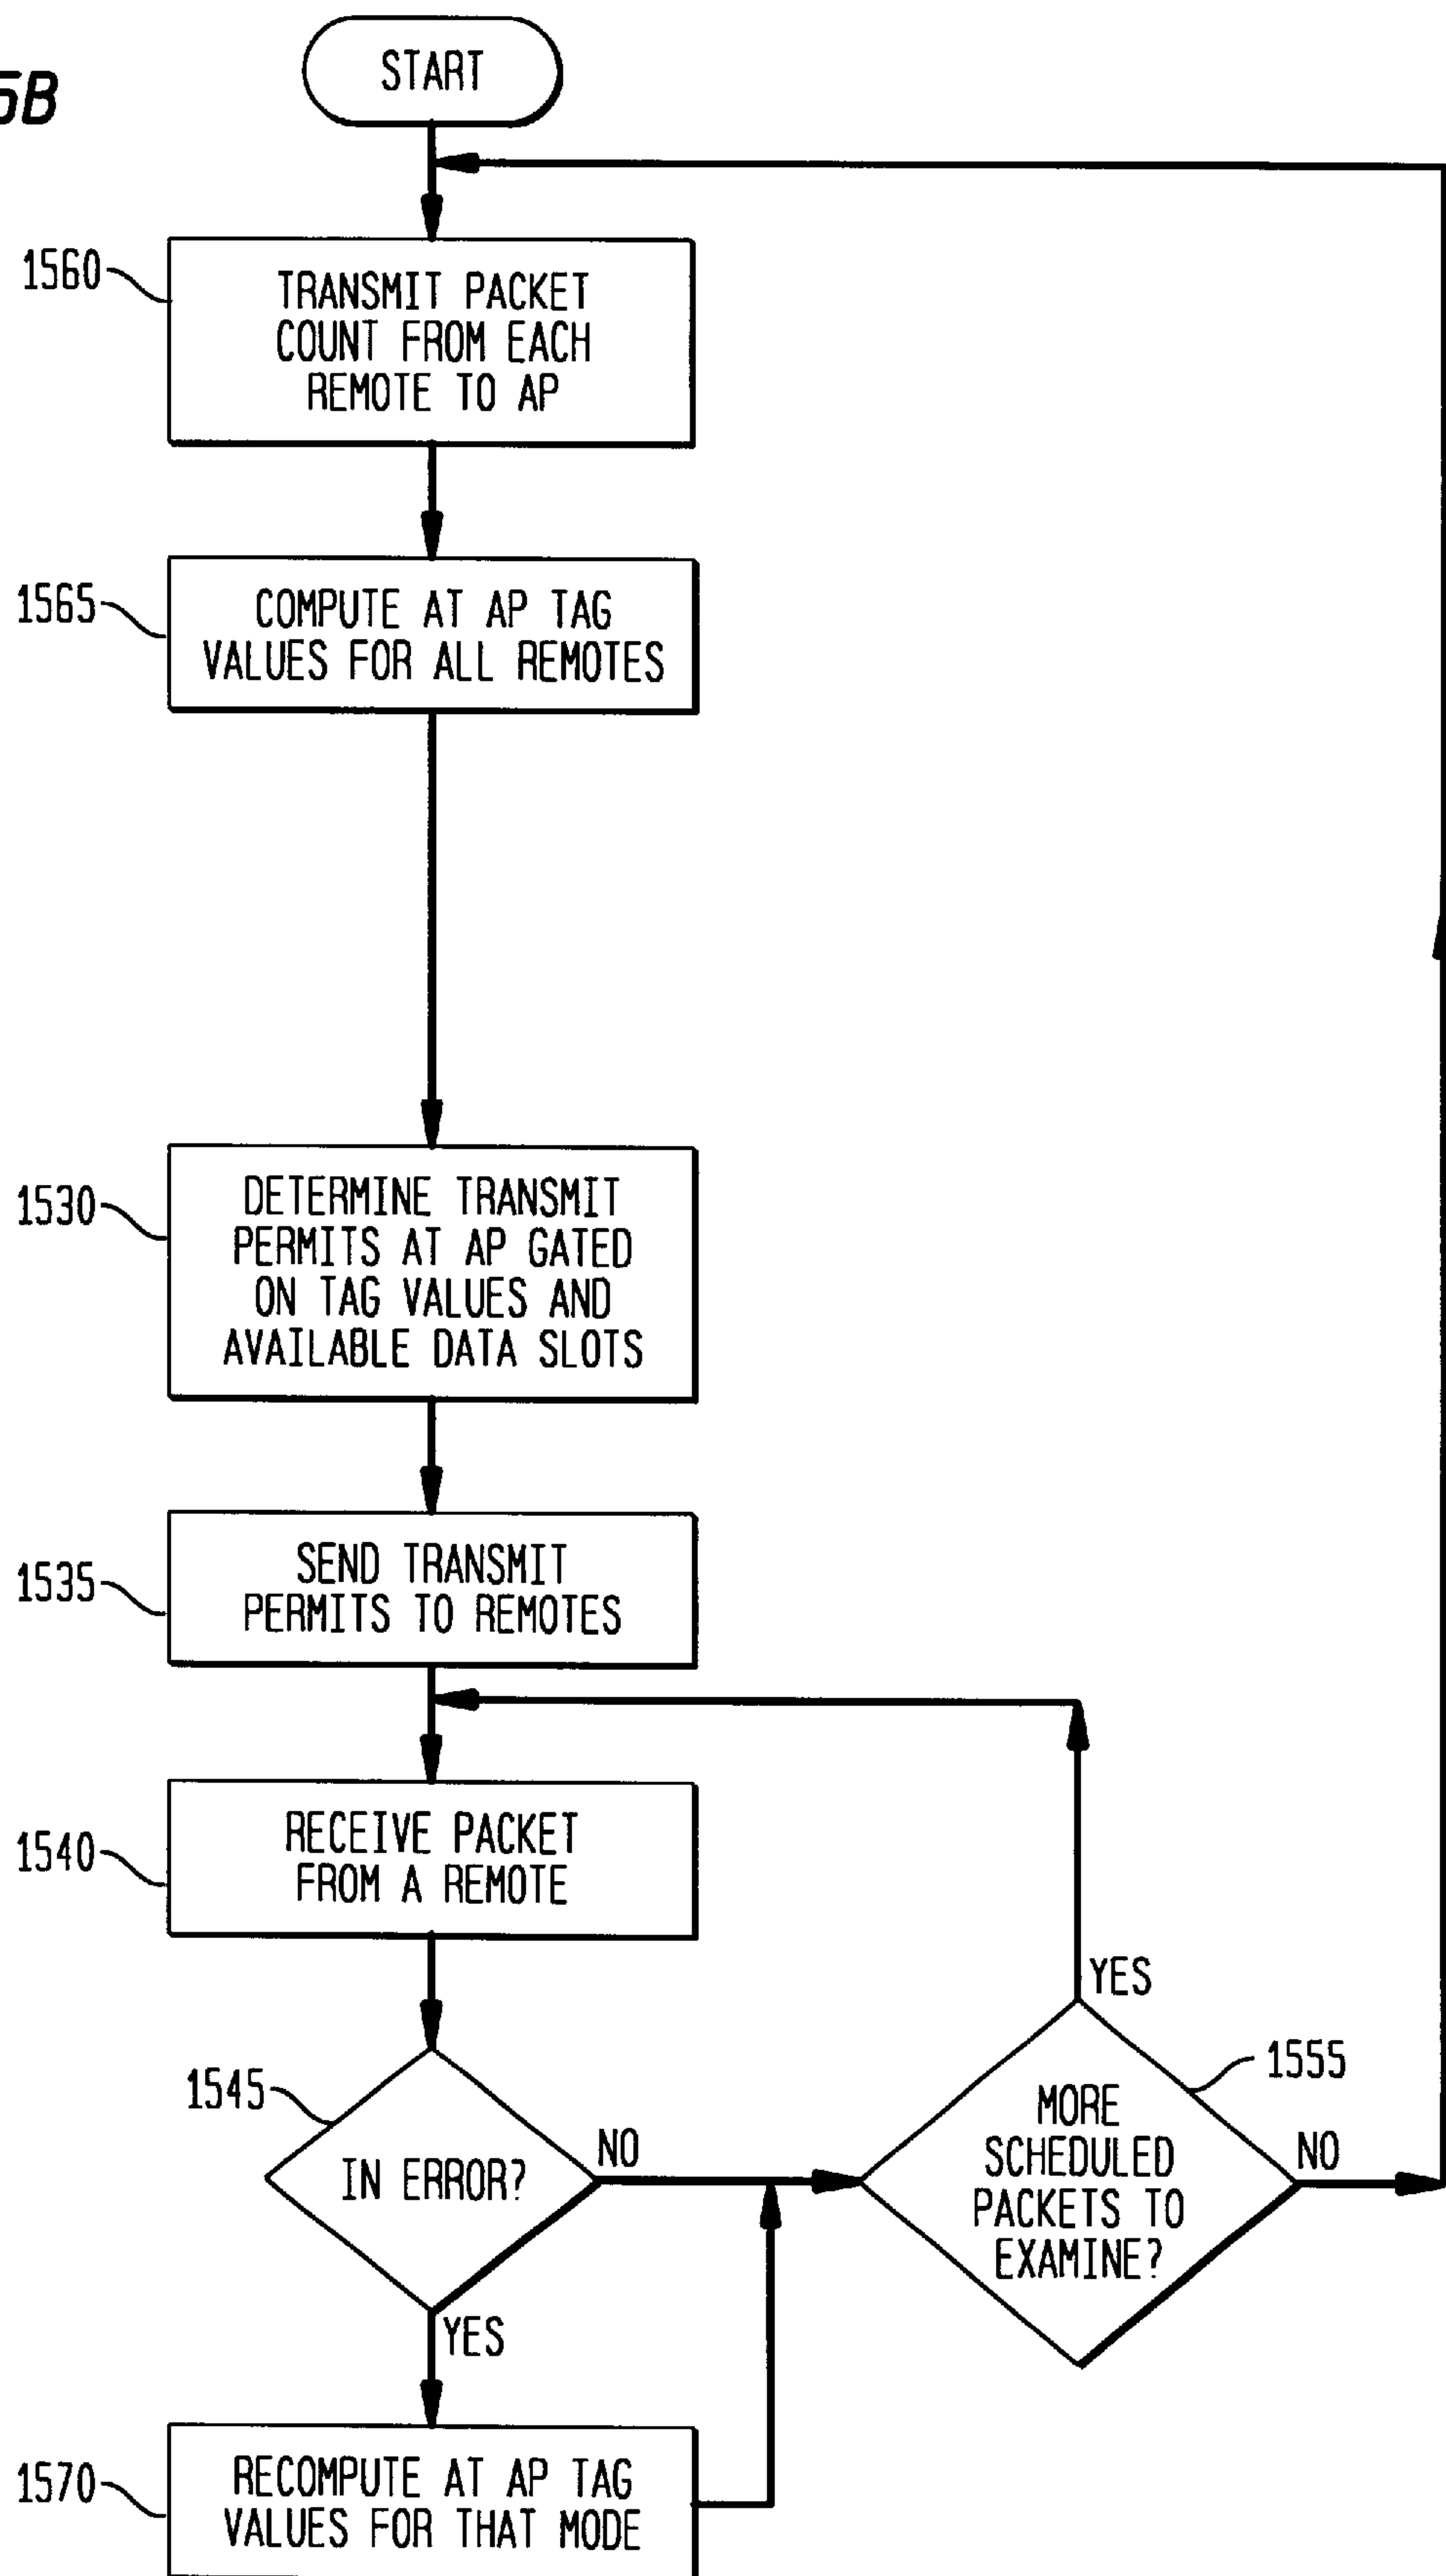 5B
START
1560
TRANSMIT PACKET
COUNT FROM EACH
REMOTE TO AP
1565
COMPUTE AT AP TAG
VALUES FOR ALL REMOTES
1530
DETERMINE TRANSMIT
PERMITS AT AP GATED
ON TAG VALUES AND
AVAILABLE DATA SLOTS
1535
SEND TRANSMIT
PERMITS TO REMOTES
1540
RECEIVE PACKET
FROM A REMOTE
1545
IN ERROR?
NO
YES
1555
MORE
SCHEDULED
PACKETS TO
EXAMINE?
YES
NO
1570
RECOMPUTE AT AP TAG
VALUES FOR THAT MODE